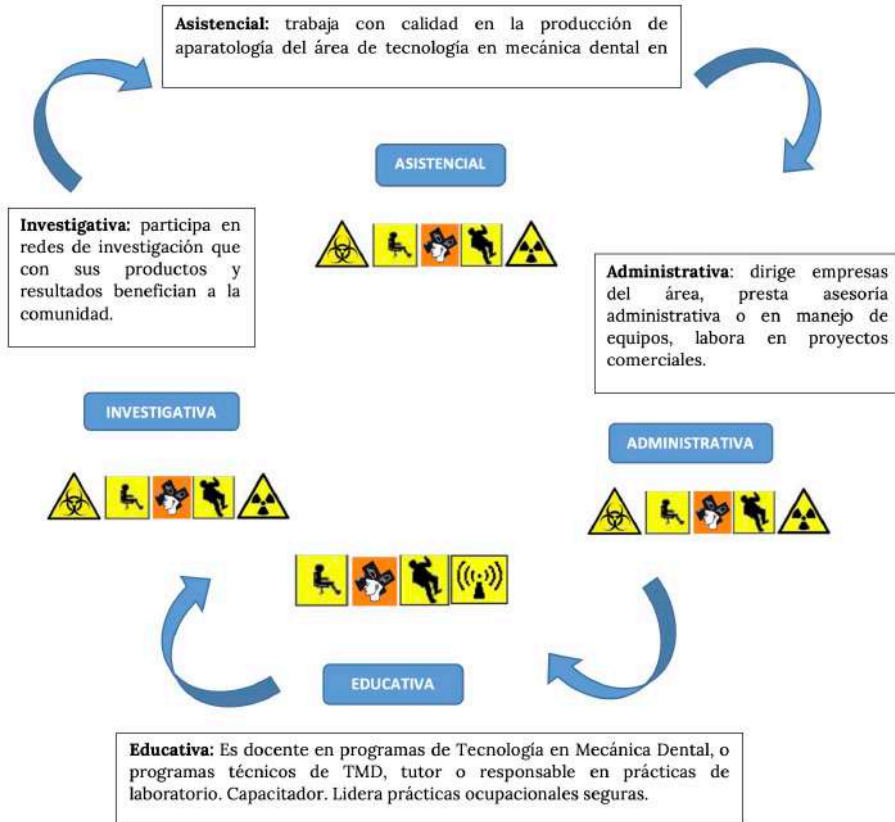 Asistencial: trabaja con calidad en la producción de
aparatología del área de tecnología en mecánica dental en
ASISTENCIAL
Investigativa: participa en
redes de investigación que
con sus productos y
resultados benefician a la
comunidad.
Administrativa: dirige empresas
del área, presta asesoría
administrativa o en manejo de
equipos, labora en proyectos
comerciales.
INVESTIGATIVA
ADMINISTRATIVA
EDUCATIVA
Educativa: Es docente en programas de Tecnología en Mecánica Dental, o
programas técnicos de TMD, tutor o responsable en prácticas de
laboratorio. Capacitador. Lidera prácticas ocupacionales seguras.